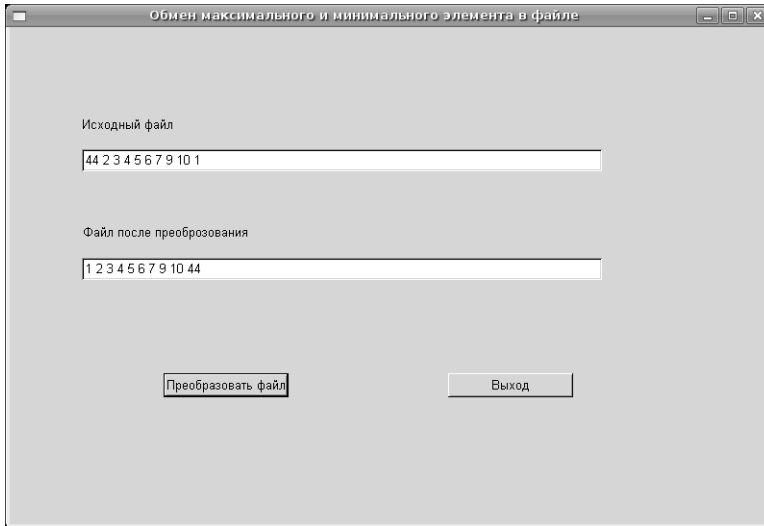 Обмен максимального и минимального элемента в файле
Исходный файл
44 2 3 4 5 6 7 9 10 1
Файл после преоброзования
1 2 3 4 5 6 7 9 10 44
Преобразовать файл
Выход